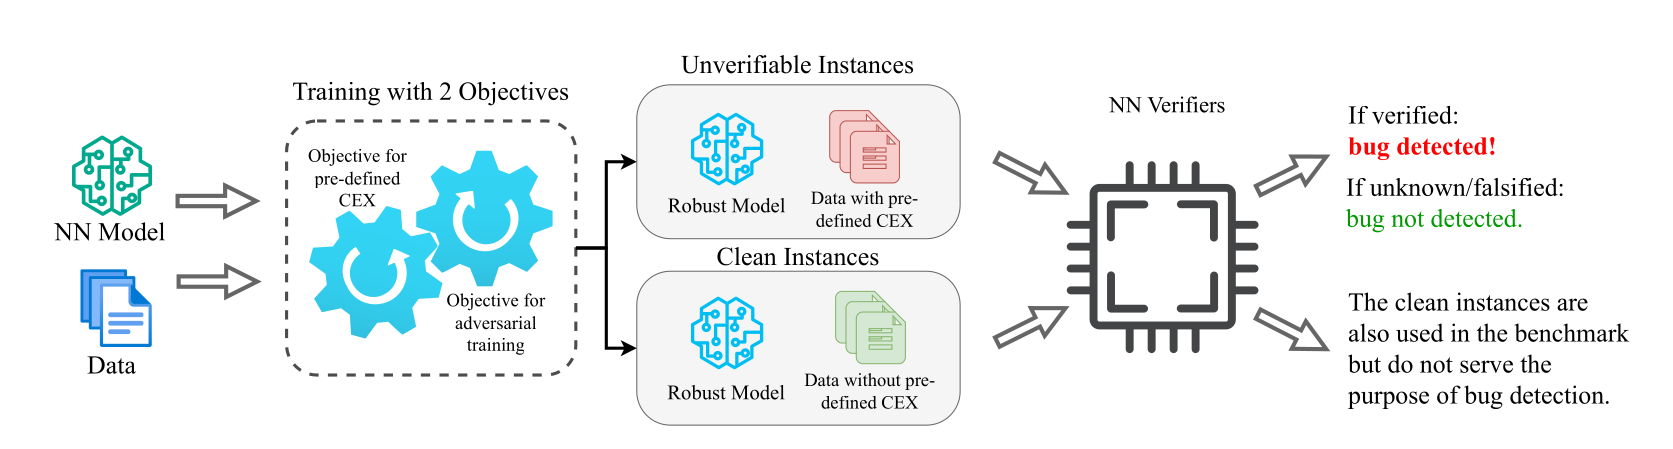 NN Model
Data
Training with 2 Objectives
Objective for
pre-defined
CEX
Objective for
adversarial
training
Unverifiable Instances
Robust Model
Data with pre-
defined CEX
Clean Instances
Robust Model
Data without pre-
defined CEX
NN Verifiers
If verified:
bug detected!
If unknown/falsified:
bug not detected.
The clean instances are
also used in the benchmark
but do not serve the
purpose of bug detection.